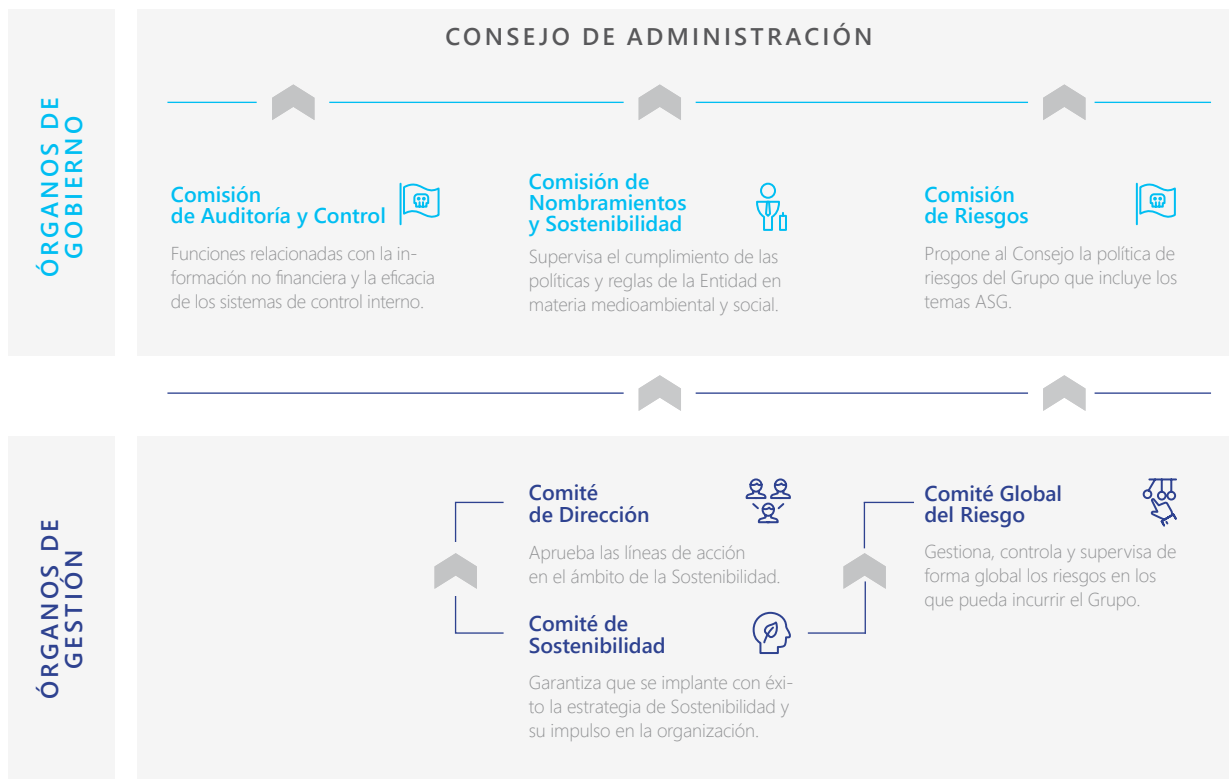 CONSEJO DE ADMINISTRACIÓN
ÓRGANOS DE
GOBIERNO
Comisión
de Auditoría y Control
Funciones relacionadas con la in-
formación no financiera y la eficacia
de los sistemas de control interno.
Comisión de
Nombramientos
y Sostenibilidad
Supervisa el cumplimiento de las
políticas y reglas de la Entidad en
materia medioambiental y social.
Comisión
de Riesgos
Propone al Consejo la política de
riesgos del Grupo que incluye los
temas ASG.
ÓRGANOS DE
GESTIÓN
Comité
de Dirección
Aprueba las líneas de acción
en el ámbito de la Sostenibilidad.
Comité de
Sostenibilidad
Garantiza que se implante con éxi-
to la estrategia de Sostenibilidad y
su impulso en la organización.
Comité Global
del Riesgo
Gestiona, controla y supervisa de
forma global los riesgos en los
que pueda incurrir el Grupo.